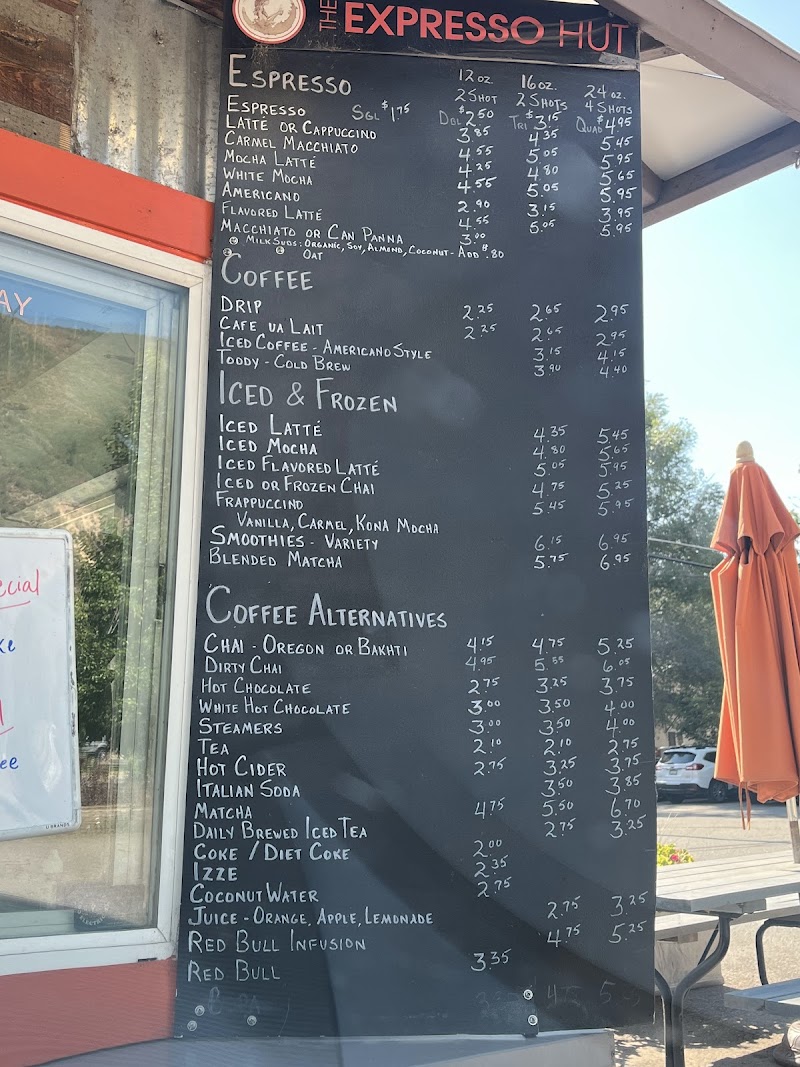 THE EXPRESSO HUT
ESPRESSO 12 OZ. 16 OZ. 24 OZ.
2 SHOT 2 SHOTS 4 SHOTS
ESPRESSO SGL $1.75 DBL $2.50 TRI $3.15 QUAD $4.95
LATTÉ OR CAPPUCCINO 3.85 4.35 5.45
CARMEL MACCHIATO 4.55 5.05 5.95
MOCHA LATTÉ 4.25 4.80 5.65
WHITE MOCHA 4.55 5.05 5.95
AMERICANO 2.90 3.15 3.95
FLAVORED LATTÉ 4.55 5.05 5.95
MACCHIATO OR CAN PANNA 3.00
MILK SUBS: ORGANIC, SOY, ALMOND, COCONUT - ADD $.80
OAT
COFFEE
DRIP 2.25 2.65 2.95
CAFE UA LAIT 2.25 2.65 2.95
ICED COFFEE - AMERICANO STYLE 3.15 4.15
TODDY - COLD BREW 3.90 4.40
ICED & FROZEN
ICED LATTÉ 4.35 5.45
ICED MOCHA 4.80 5.65
ICED FLAVORED LATTÉ 5.05 5.95
ICED OR FROZEN CHAI 4.75 5.25
FRAPPUCCINO 5.45 5.95
VANILLA, CARMEL, KONA MOCHA
SMOOTHIES - VARIETY 6.15 6.95
BLENDED MATCHA 5.75 6.95
COFFEE ALTERNATIVES
CHAI - OREGON OR BAKHTI 4.15 4.75 5.25
DIRTY CHAI 4.95 5.55 6.05
HOT CHOCOLATE 2.75 3.25 3.75
WHITE HOT CHOCOLATE 3.00 3.50 4.00
STEAMERS 3.00 3.50 4.00
TEA 2.10 2.10 2.75
HOT CIDER 2.75 3.25 3.75
ITALIAN SODA 3.50 3.85
MATCHA 4.75 5.50 6.70
DAILY BREWED ICED TEA 2.75 3.25
COKE / DIET COKE 2.00
IZZE 2.35
COCONUT WATER 2.75
JUICE - ORANGE, APPLE, LEMONADE 2.75 3.25
RED BULL INFUSION 4.75 5.25
RED BULL 3.35
AY
ecial
ke
ee
U BRANDS